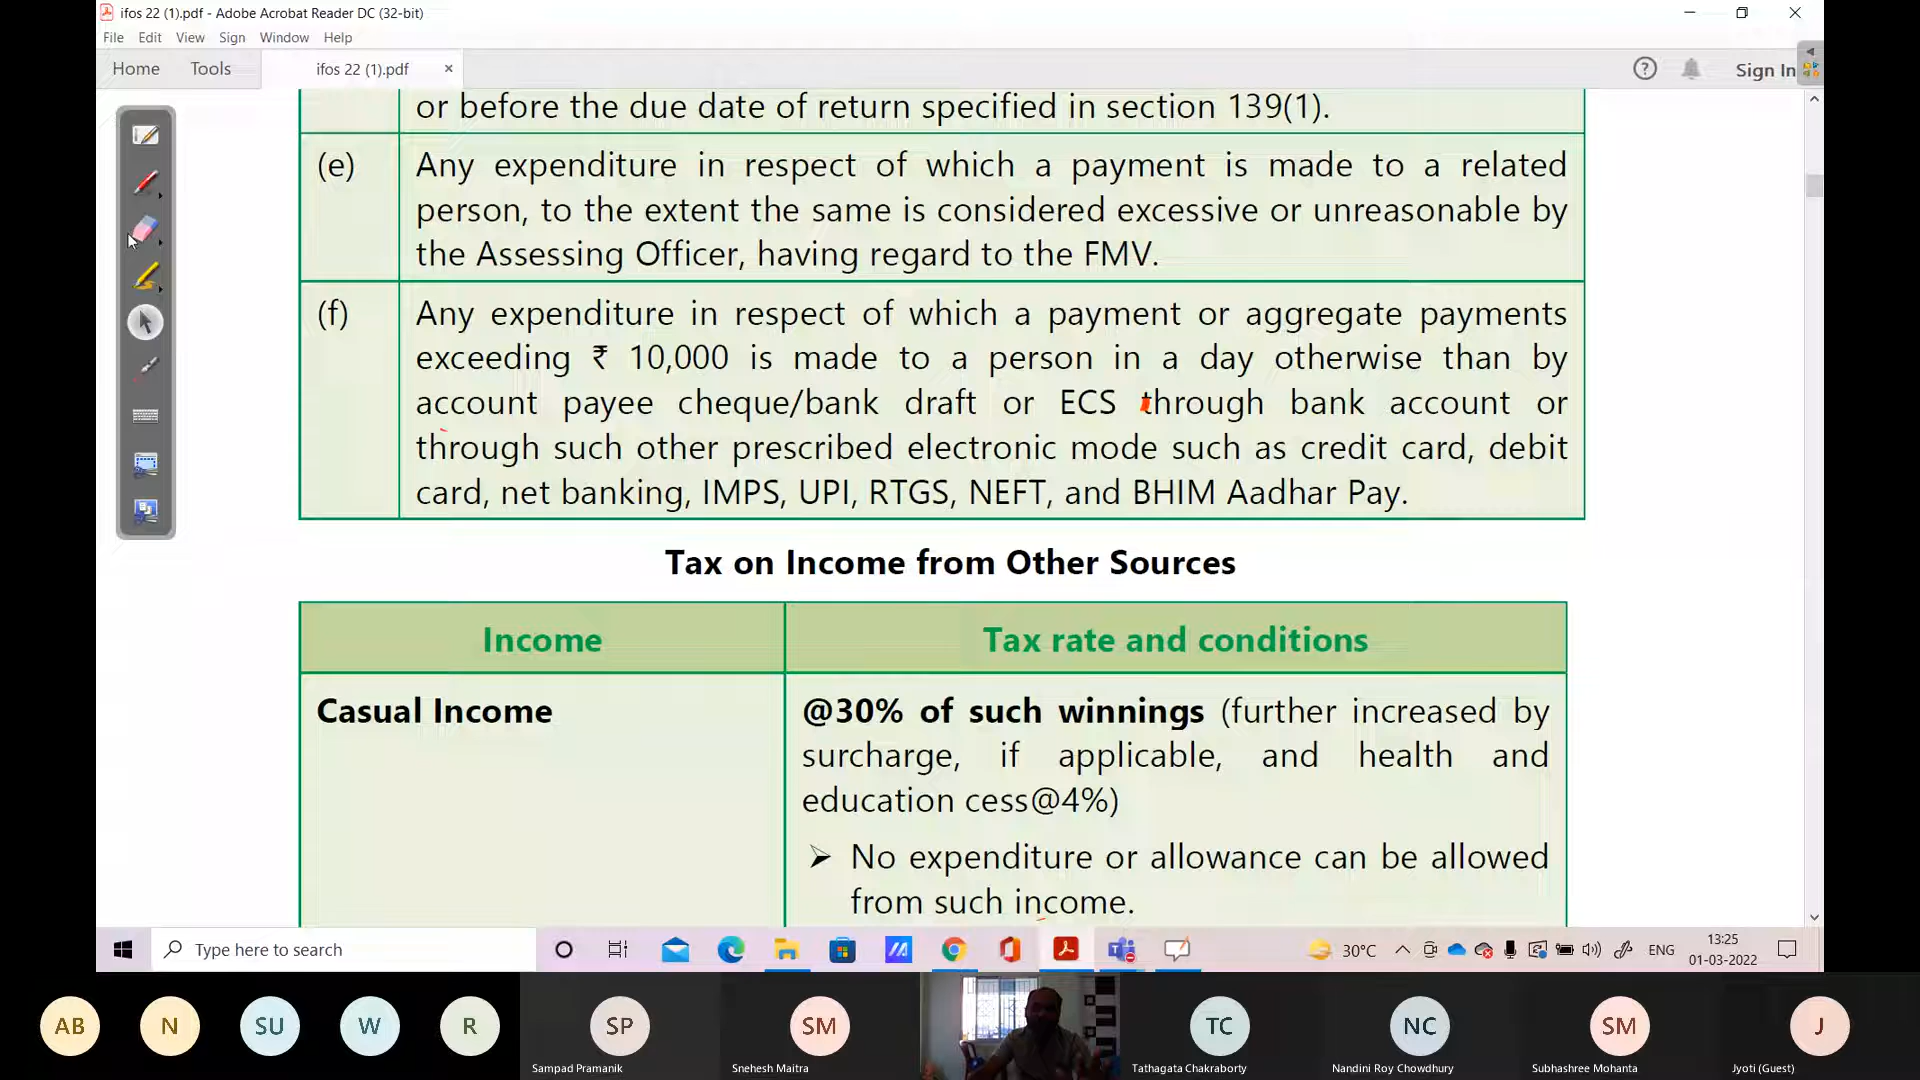 ifos 22 (1).pdf - Adobe Acrobat Reader DC (32-bit)
File Edit View Sign Window Help
Home Tools ifos 22 (1).pdf × Sign In
or before the due date of return specified in section 139(1).
(e) Any expenditure in respect of which a payment is made to a related
person, to the extent the same is considered excessive or unreasonable by
the Assessing Officer, having regard to the FMV.
(f) Any expenditure in respect of which a payment or aggregate payments
exceeding ₹ 10,000 is made to a person in a day otherwise than by
account payee cheque/bank draft or ECS through bank account or
through such other prescribed electronic mode such as credit card, debit
card, net banking, IMPS, UPI, RTGS, NEFT, and BHIM Aadhar Pay.
Tax on Income from Other Sources
Income Tax rate and conditions
Casual Income @30% of such winnings (further increased by
surcharge, if applicable, and health and
education cess@4%)
➢ No expenditure or allowance can be allowed
from such income.
Type here to search 30°C ENG 13:25
01-03-2022
AB N SU W R SP SM TC NC SM J
Sampad Pramanik Snehesh Maitra Tathagata Chakraborty Nandini Roy Chowdhury Subhashree Mohanta Jyoti (Guest)